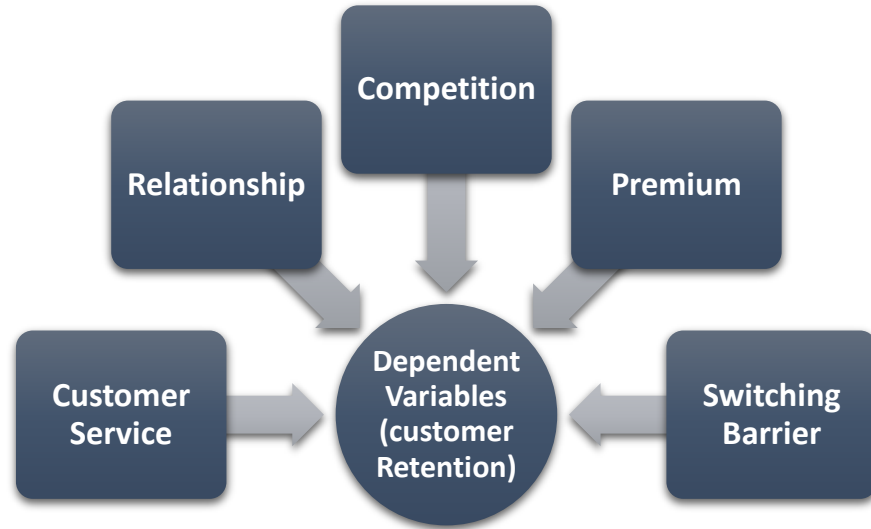 Competition
Relationship
Premium
Customer
Service
Dependent
Variables
(customer
Retention)
Switching
Barrier